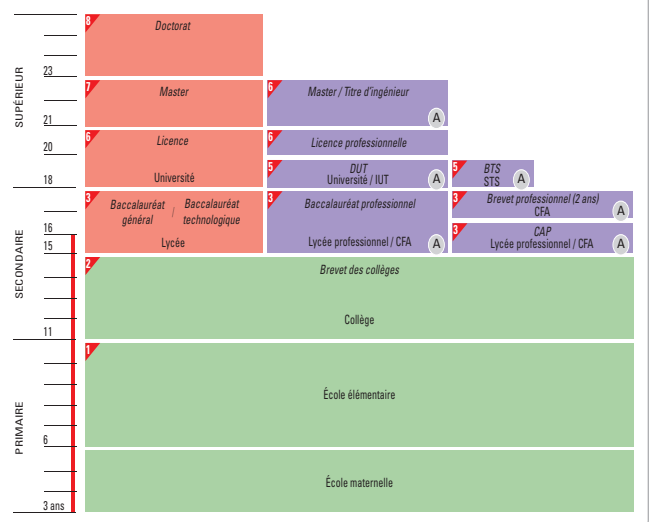 SUPÉRIEUR
SECONDAIRE
PRIMAIRE
23
21
20
18
16
15
11
6
3 ans
8
Doctorat
7
Master
6
Master / Titre d'ingénieur
A
6
Licence
Université
6
Licence professionnelle
5
DUT
Université / IUT
A
5
BTS
STS
A
3
Baccalauréat
général
/
Baccalauréat
technologique
Lycée
3
Baccalauréat professionnel
Lycée professionnel / CFA
A
3
Brevet professionnel (2 ans)
CFA
A
3
CAP
Lycée professionnel / CFA
A
2
Brevet des collèges
Collège
1
École élémentaire
École maternelle